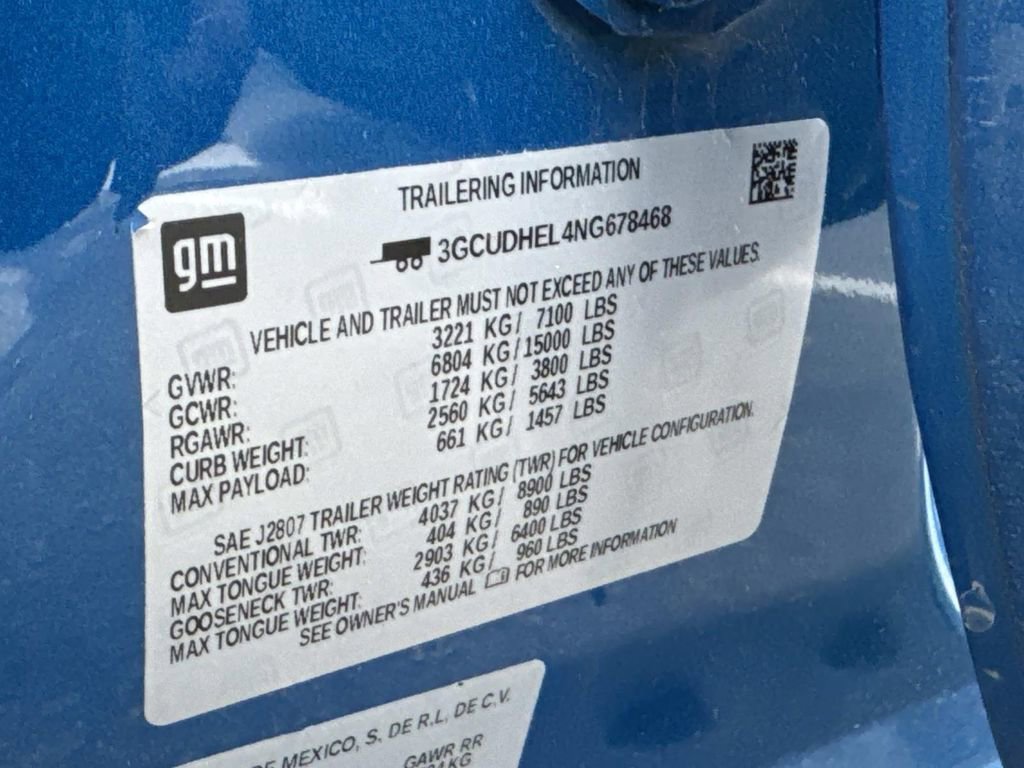 TRAILERING INFORMATION
gm
3GCUDHEL4NG678468
VEHICLE AND TRAILER MUST NOT EXCEED ANY OF THESE VALUES.
GVWR: 3221 KG/ 7100 LBS
GCWR: 6804 KG/15000 LBS
RGAWR: 1724 KG/ 3800 LBS
CURB WEIGHT: 2560 KG/ 5643 LBS
MAX PAYLOAD: 661 KG/ 1457 LBS
SAE J2807 TRAILER WEIGHT RATING (TWR) FOR VEHICLE CONFIGURATION.
CONVENTIONAL TWR: 4037 KG/ 8900 LBS
MAX TONGUE WEIGHT: 404 KG/ 890 LBS
GOOSENECK TWR: 2903 KG/ 6400 LBS
MAX TONGUE WEIGHT: 436 KG/ 960 LBS
SEE OWNER'S MANUAL FOR MORE INFORMATION
DE MEXICO, S. DE R.L. DE C.V.
GAWR RR
KG